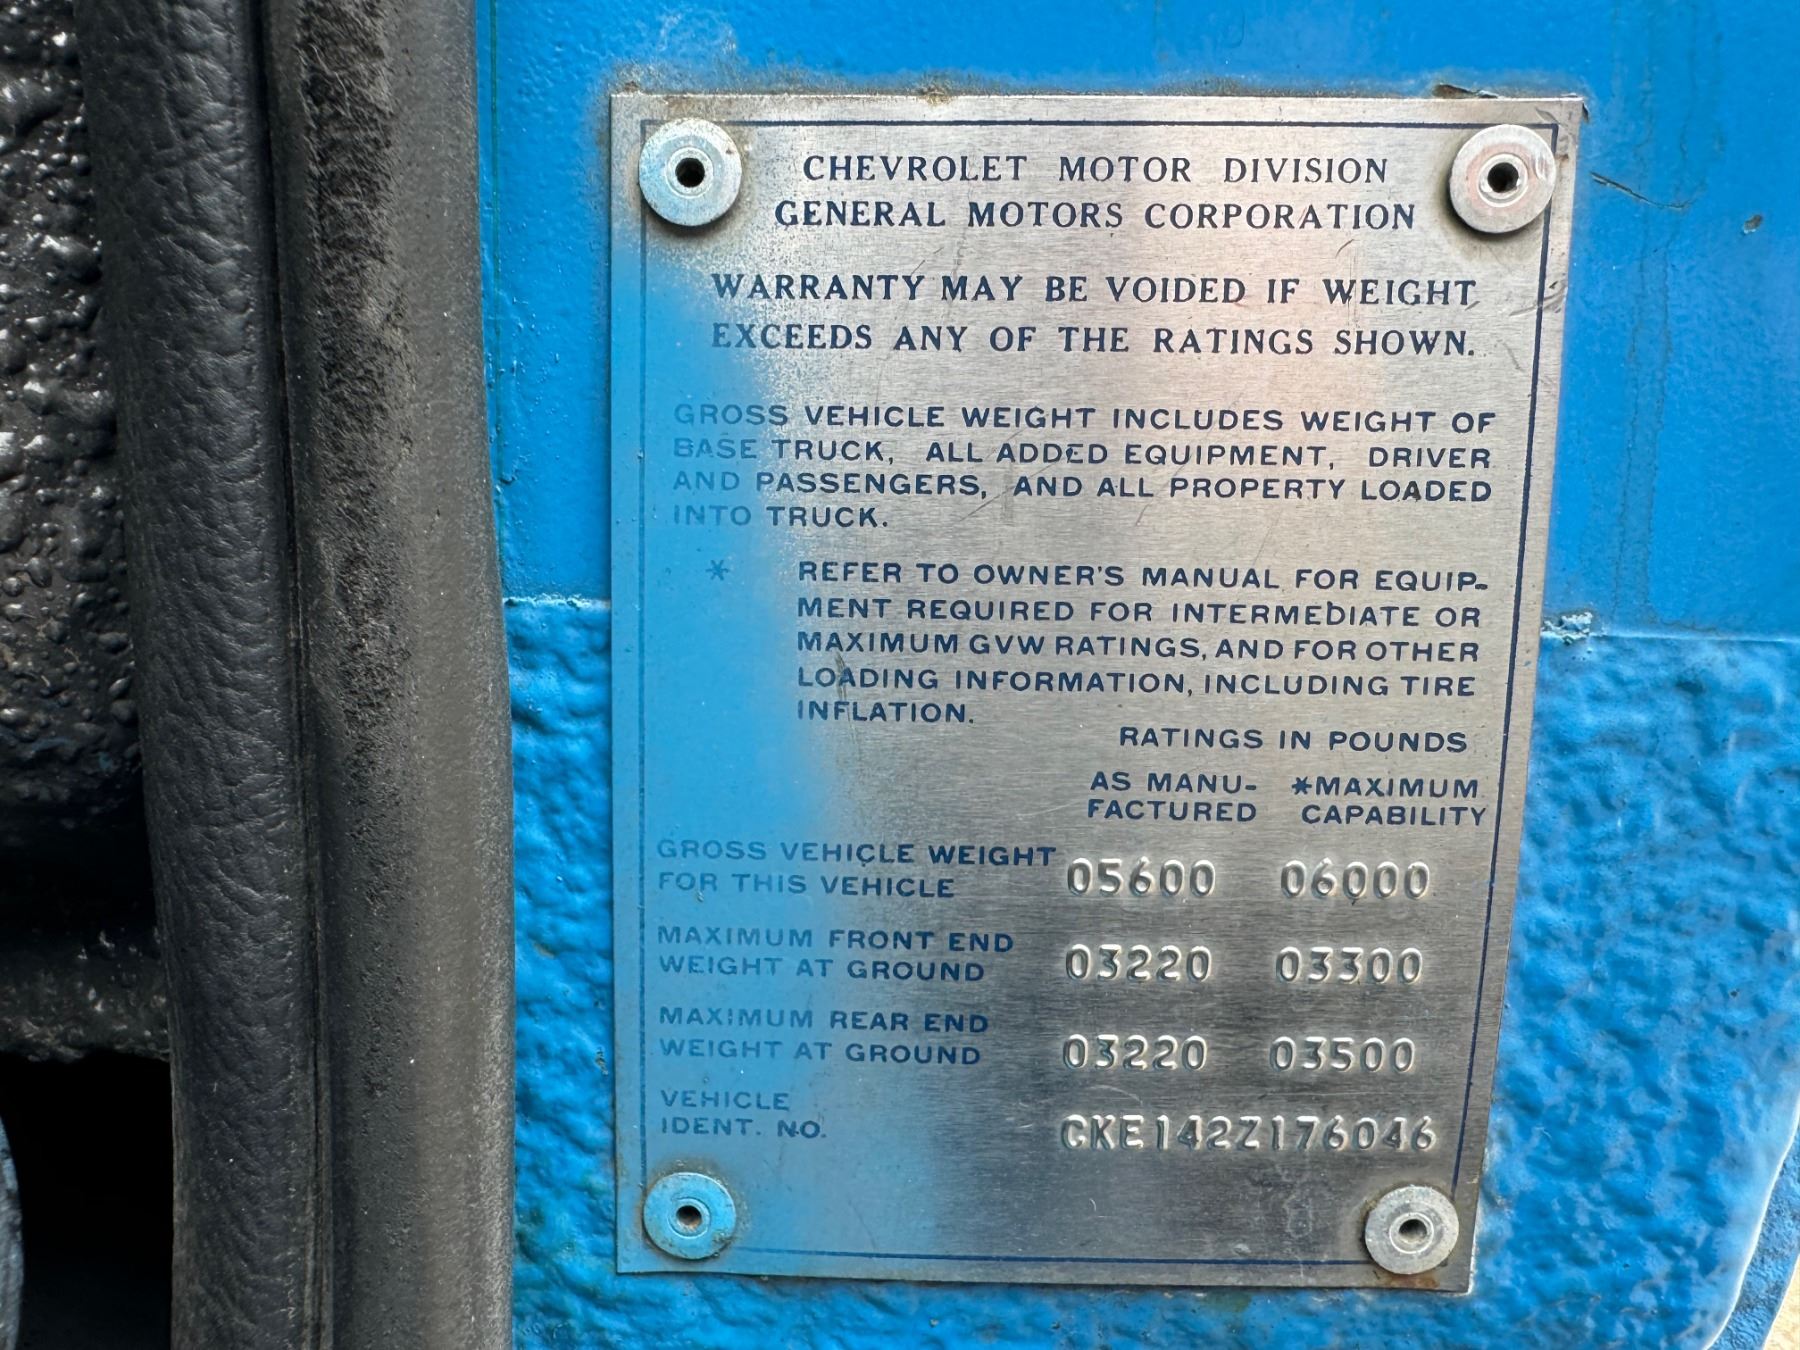 CHEVROLET MOTOR DIVISION
GENERAL MOTORS CORPORATION
WARRANTY MAY BE VOIDED IF WEIGHT
EXCEEDS ANY OF THE RATINGS SHOWN.
GROSS VEHICLE WEIGHT INCLUDES WEIGHT OF
BASE TRUCK, ALL ADDED EQUIPMENT, DRIVER
AND PASSENGERS, AND ALL PROPERTY LOADED
INTO TRUCK.
* REFER TO OWNER'S MANUAL FOR EQUIP-
MENT REQUIRED FOR INTERMEDIATE OR
MAXIMUM GVW RATINGS, AND FOR OTHER
LOADING INFORMATION, INCLUDING TIRE
INFLATION.
RATINGS IN POUNDS
AS MANU- *MAXIMUM
FACTURED CAPABILITY
GROSS VEHICLE WEIGHT
FOR THIS VEHICLE 05600 06000
MAXIMUM FRONT END
WEIGHT AT GROUND 03220 03300
MAXIMUM REAR END
WEIGHT AT GROUND 03220 03500
VEHICLE
IDENT. NO. CKE142Z176046